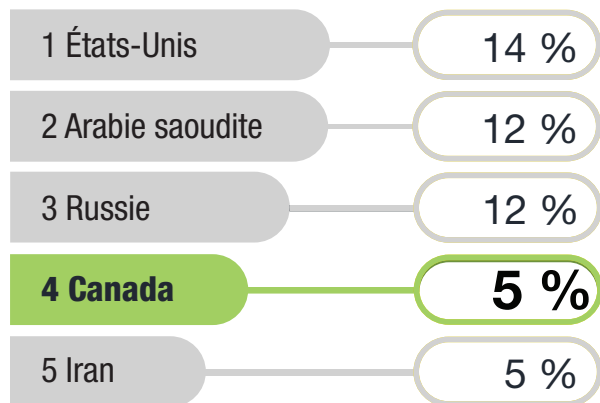 1 États-Unis 14 %
2 Arabie saoudite 12 %
3 Russie 12 %
4 Canada 5 %
5 Iran 5 %